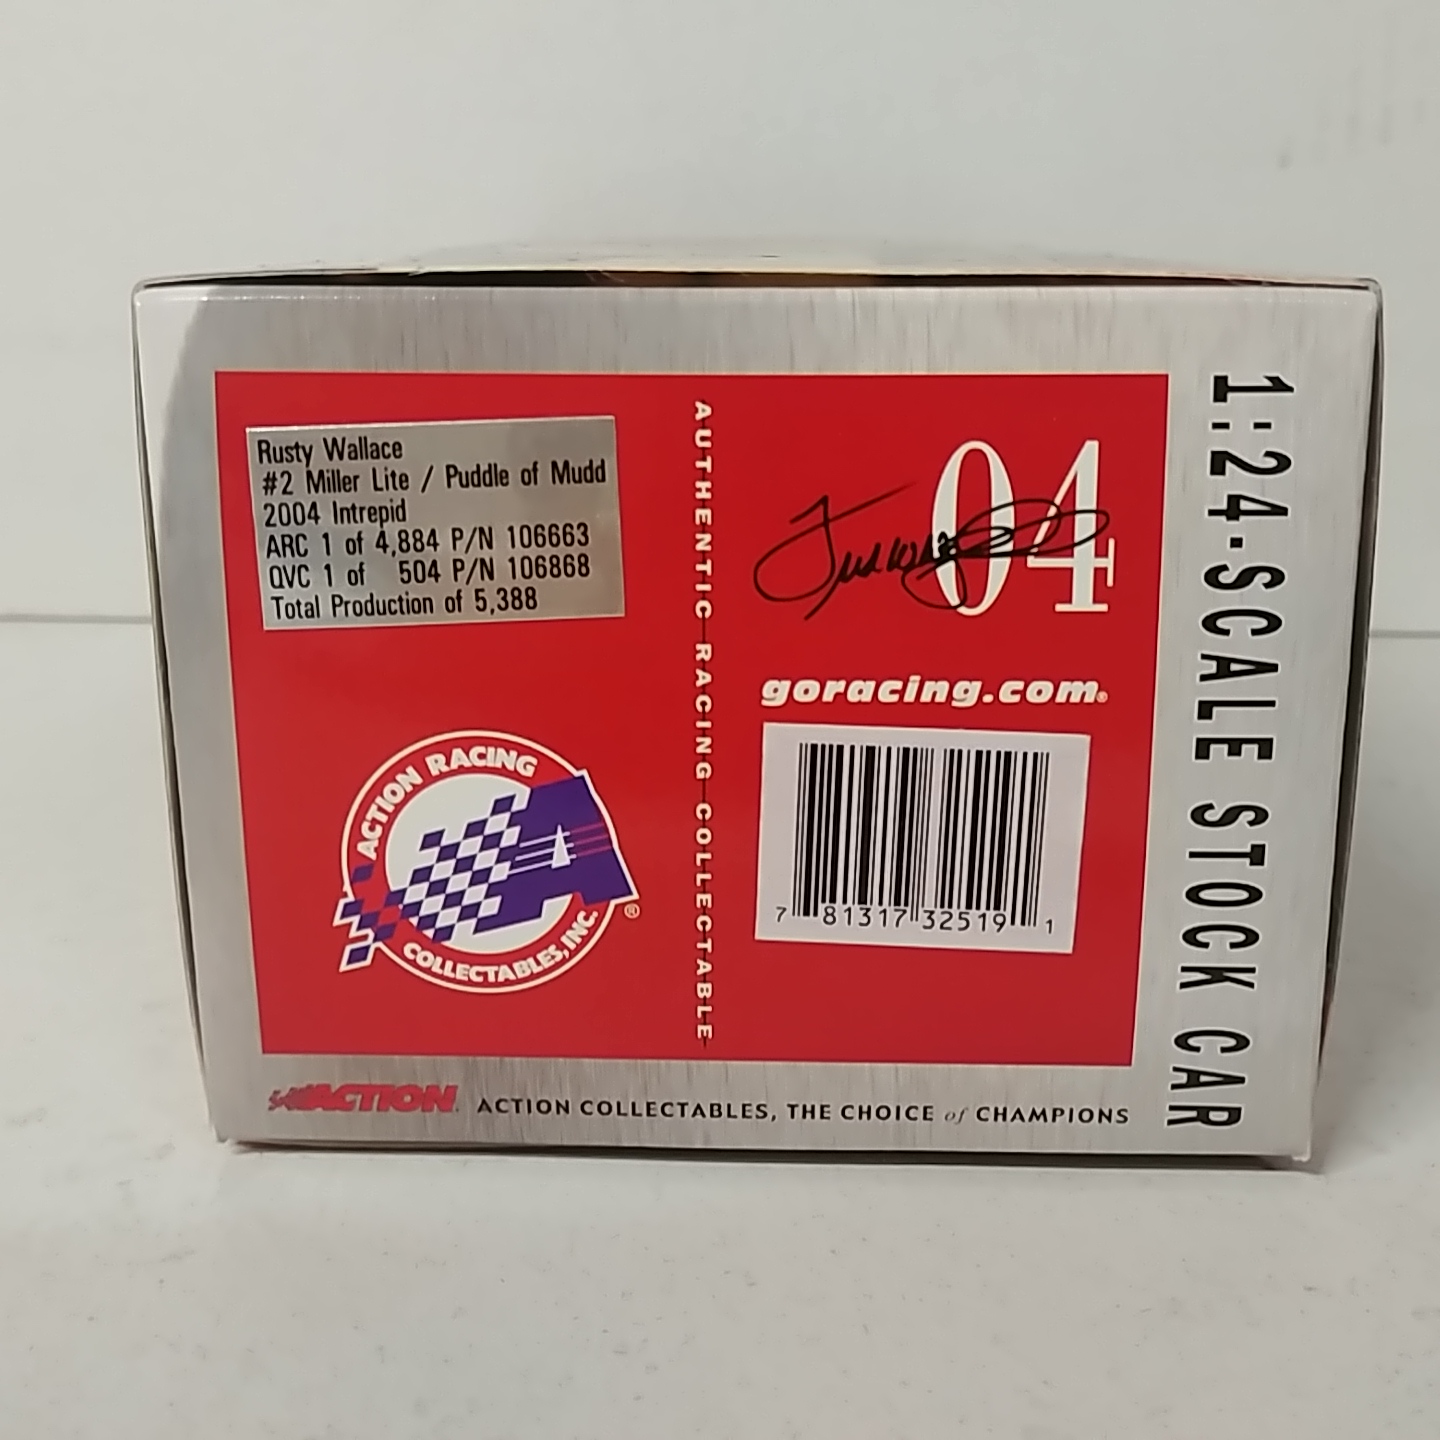 Rusty Wallace
#2 Miller Lite / Puddle of Mudd
2004 Intrepid
ARC 1 of 4,884 P/N 106663
QVC 1 of 504 P/N 106868
Total Production of 5,388
ACTION RACING
COLLECTABLES, INC.
®
AUTHENTIC RACING COLLECTABLE
04
goracing.com®
7 81317 32519 1
1:24-SCALE STOCK CAR
ACTION
ACTION COLLECTABLES, THE CHOICE of CHAMPIONS